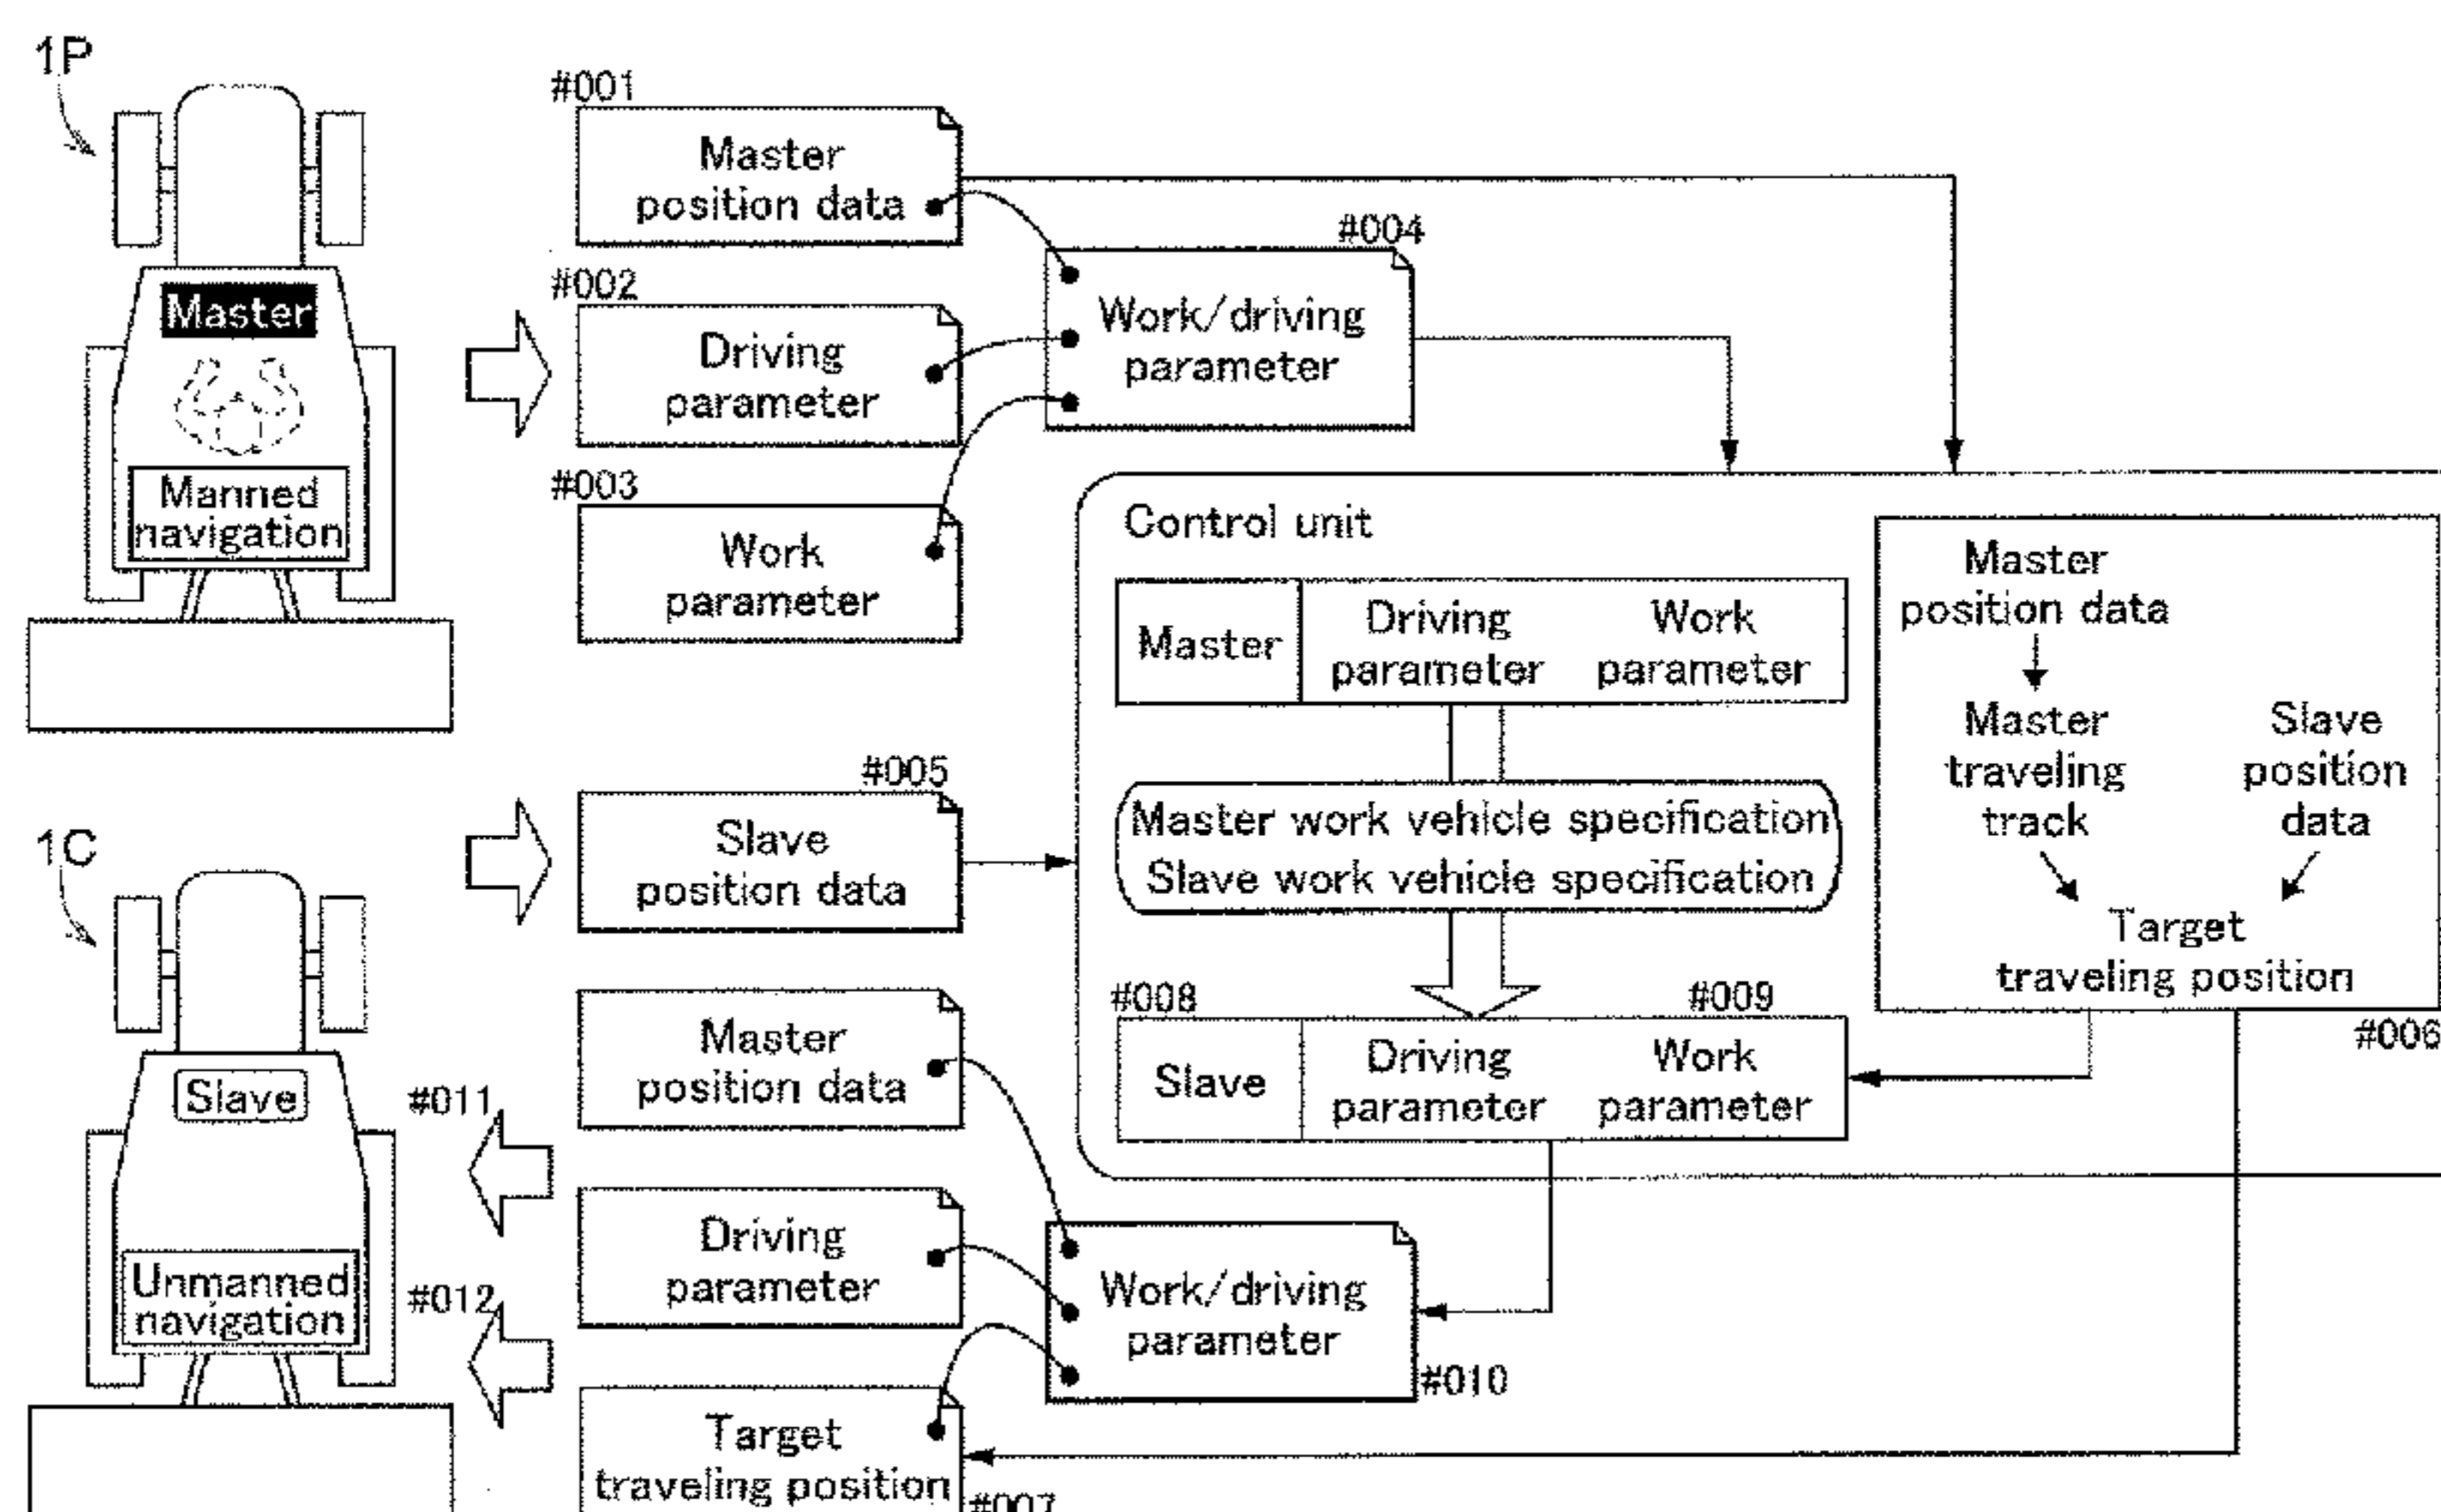 1P
Master
Manned
navigation
#001
Master
position data
#002
Driving
parameter
#003
Work
parameter
#004
Work/driving
parameter
Control unit
Master
Driving
parameter
Work
parameter
Master work vehicle specification
Slave work vehicle specification
#008
#009
Slave
Driving
parameter
Work
parameter
Master
position data
Master
traveling
track
Slave
position
data
Target
traveling position
#006
1C
Slave
Unmanned
navigation
#005
Slave
position data
#011
#012
Master
position data
Driving
parameter
Target
traveling position
#007
Work/driving
parameter
#010